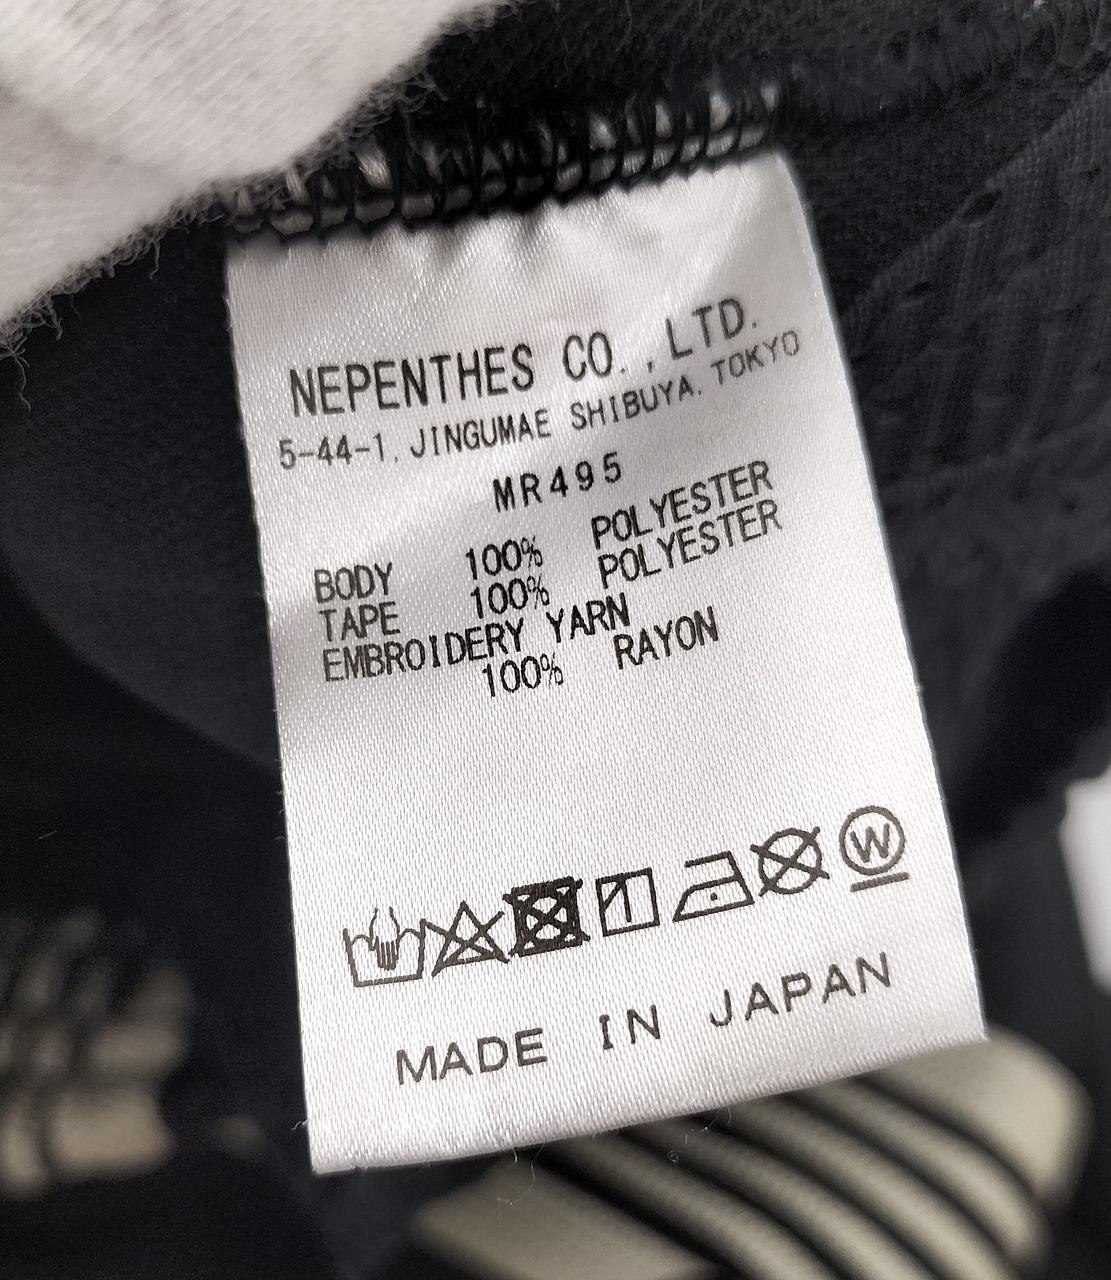 NEPENTHES CO.,LTD.
5-44-1, JINGUMAE SHIBUYA. TOKYO
MR495
BODY 100% POLYESTER
TAPE 100% POLYESTER
EMBROIDERY YARN
100% RAYON
W
MADE IN JAPAN